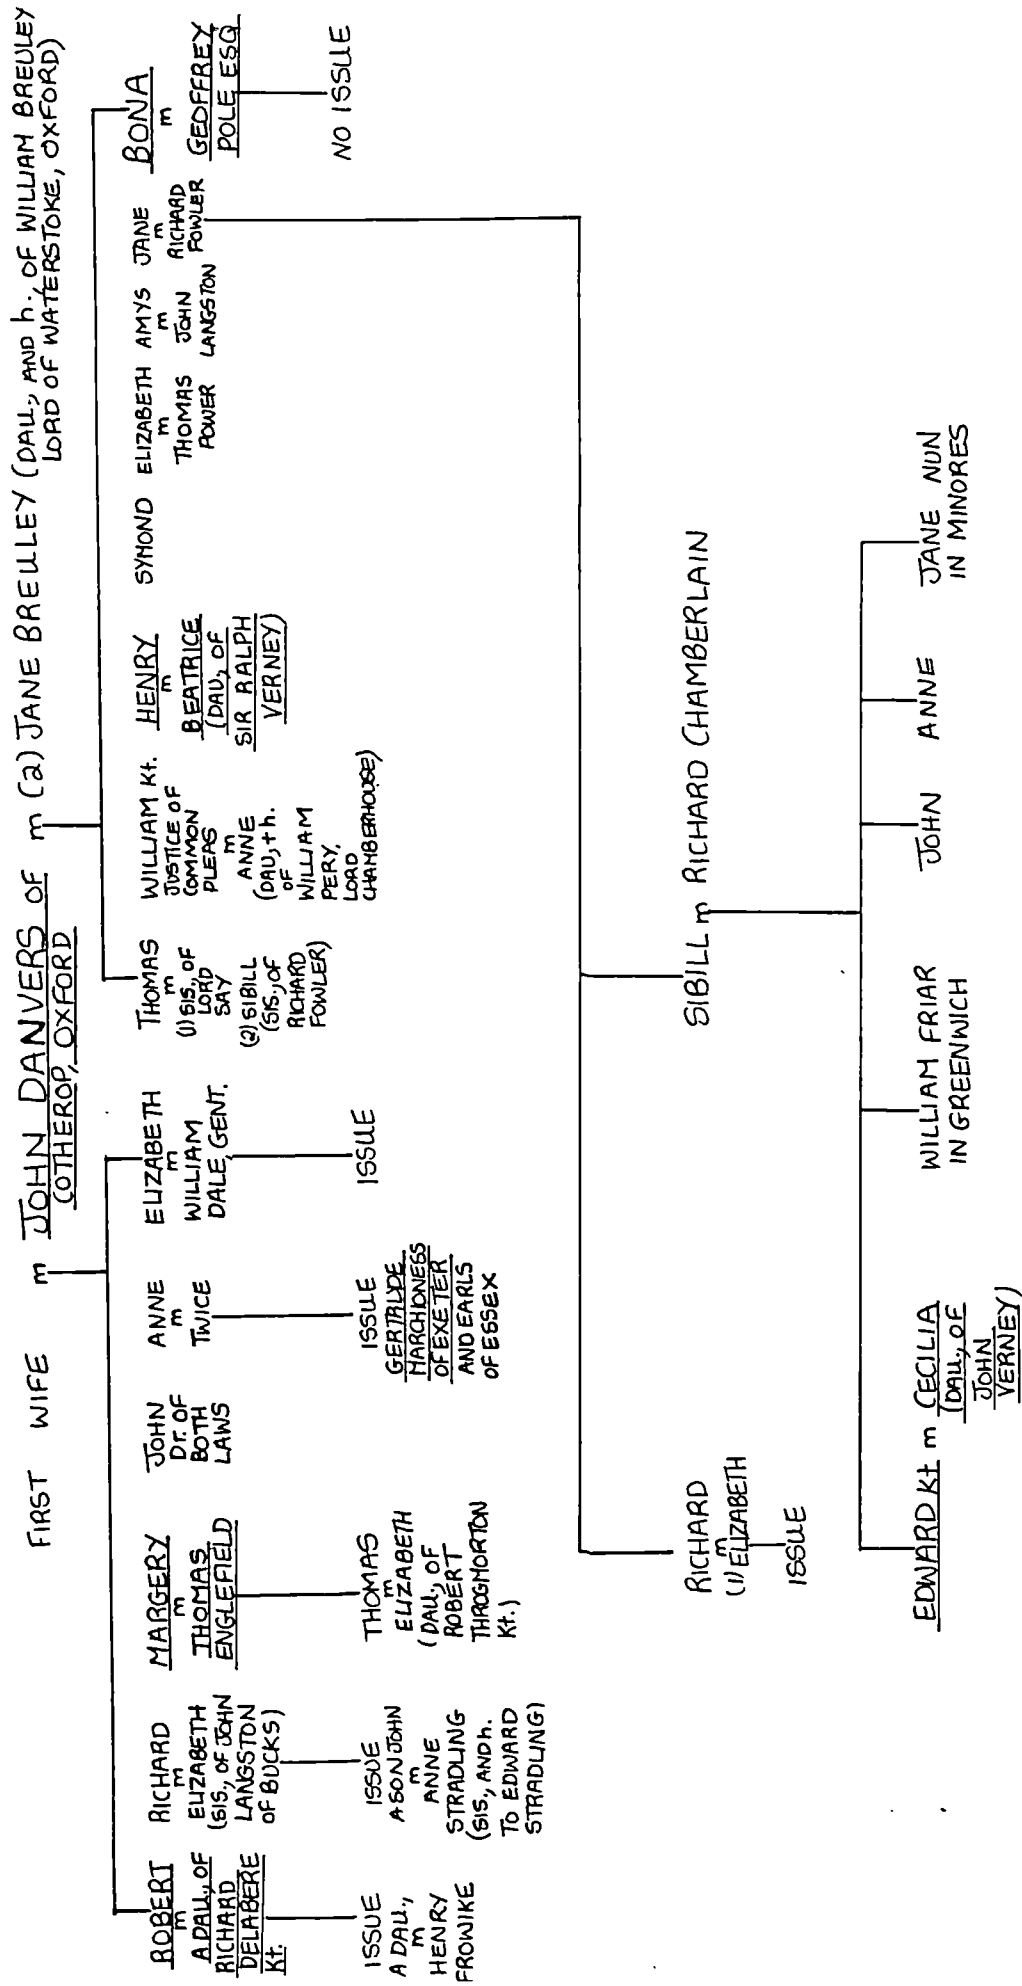 FIRST WIFE m JOHN DANVERS OF m (2) JANE BREULLEY (DAU., AND h., OF WILLIAM BREULEY
COTHEROP, OXFORD
LORD OF WATERSTOKE, OXFORD)
ROBERT
m
A DAU., OF
RICHARD
DELABERE
Kt.
ISSUE
A DAU.,
m
HENRY
FROWIKE
RICHARD
m
ELIZABETH
(SIS., OF JOHN
LANGSTON
OF BUCKS)
ISSUE
A SON JOHN
m
ANNE
STRADLING
(SIS., AND h.
TO EDWARD
STRADLING)
MARGERY
m
THOMAS
ENGLEFIELD
THOMAS
m
ELIZABETH
(DAU., OF
ROBERT
THROGMORTON
Kt.)
JOHN
Dr. OF
BOTH
LAWS
ANNE
m
TWICE
ISSUE
GERTRUDE
MARCHIONESS
OF EXETER
AND EARLS
OF ESSEX
ELIZABETH
m
WILLIAM
DALE, GENT.
ISSUE
THOMAS
m
(1) SIS., OF
LORD
SAY
(2) SIBILL
(SIS., OF
RICHARD
FOWLER)
WILLIAM Kt.
JUSTICE OF
COMMON
PLEAS
m
ANNE
(DAU., + h.
OF
WILLIAM
PERY,
LORD
CHAMBERHOUSE)
HENRY
m
BEATRICE
(DAU., OF
SIR RALPH
VERNEY)
SYMOND
ELIZABETH
m
THOMAS
POWER
AMYS
m
JOHN
LANGSTON
JANE
m
RICHARD
FOWLER
BONA
m
GEOFFREY
POLE ESQ
NO ISSUE
RICHARD
m
(1) ELIZABETH
ISSUE
SIBILL m RICHARD CHAMBERLAIN
EDWARD Kt m CECILIA
(DAU., OF
JOHN
VERNEY)
WILLIAM FRIAR
IN GREENWICH
JOHN
ANNE
JANE NUN
IN MINORES